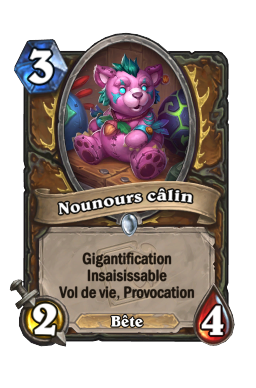 3
Nounours câlin
Gigantification
Insaisissable
Vol de vie, Provocation
2
Bête
4